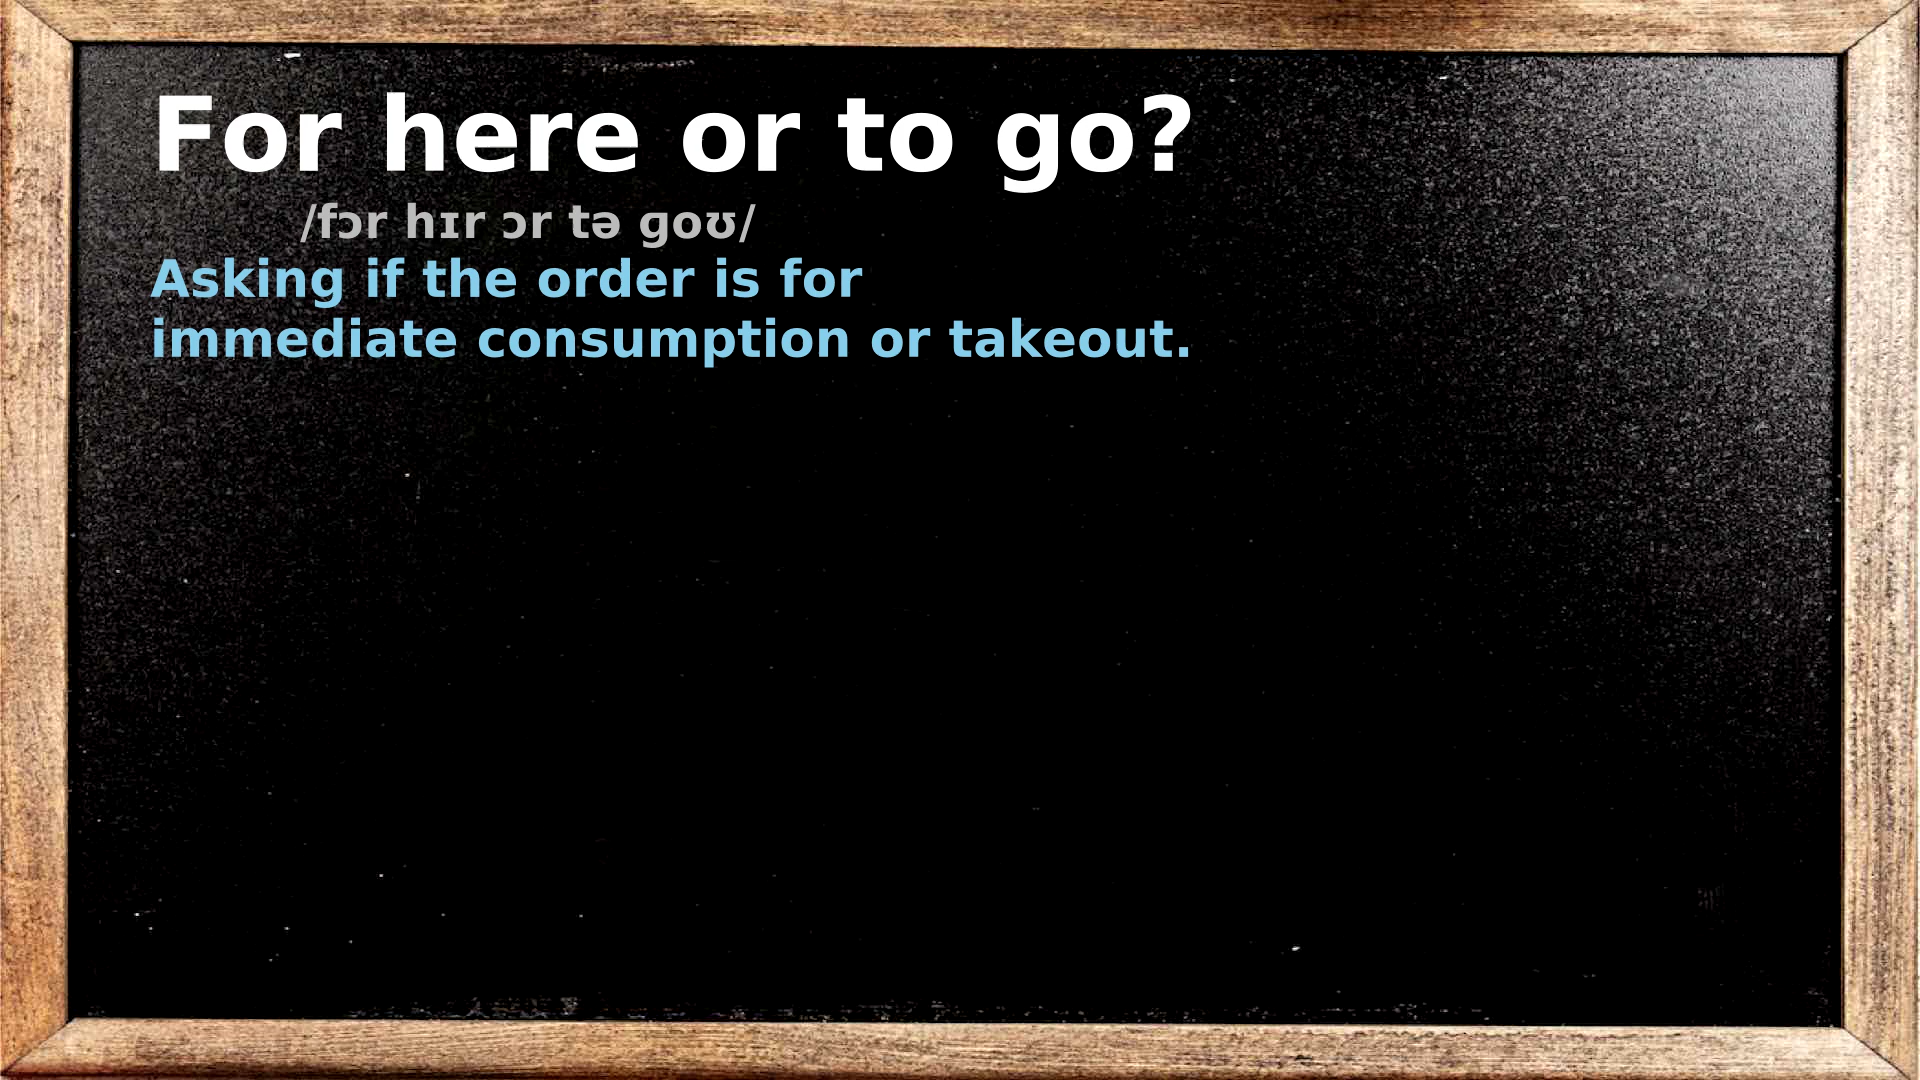 For here or to go?
/fɔr hɪr ɔr tə ɡoʊ/
Asking if the order is for
immediate consumption or takeout.